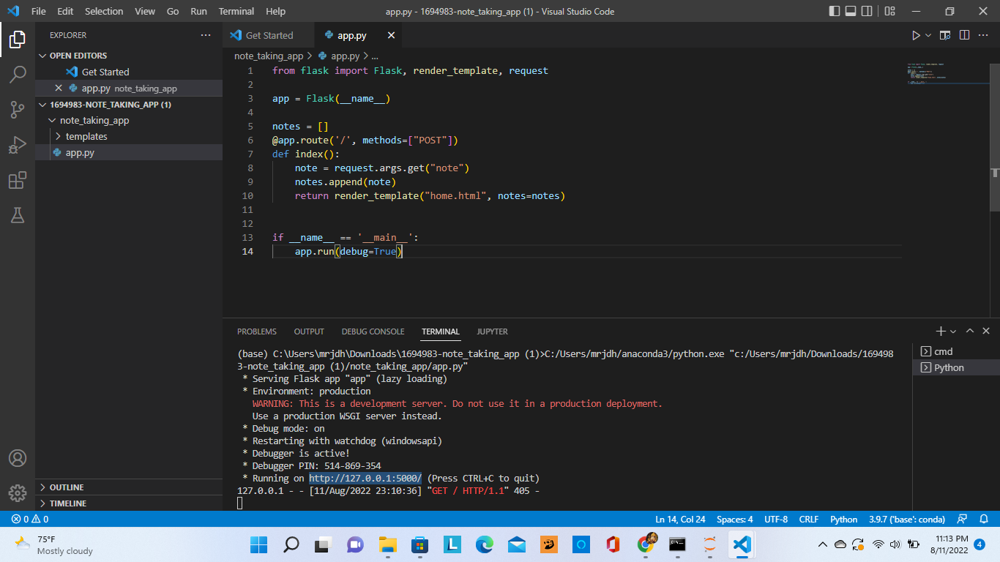 File Edit Selection View Go Run Terminal Help
app.py - 1694983-note_taking_app (1) - Visual Studio Code
EXPLORER
OPEN EDITORS
Get Started
app.py note_taking_app
1694983-NOTE_TAKING_APP (1)
note_taking_app
templates
app.py
OUTLINE
TIMELINE
Get Started app.py
note_taking_app > app.py > ...
1 from flask import Flask, render_template, request
2
3 app = Flask(__name__)
4
5 notes = []
6 @app.route('/', methods=["POST"])
7 def index():
8 note = request.args.get("note")
9 notes.append(note)
10 return render_template("home.html", notes=notes)
11
12
13 if __name__ == '__main__':
14 app.run(debug=True)
PROBLEMS OUTPUT DEBUG CONSOLE TERMINAL JUPYTER
(base) C:\Users\mrjdh\Downloads\1694983-note_taking_app (1)>C:/Users/mrjdh/anaconda3/python.exe "c:/Users/mrjdh/Downloads/169498
3-note_taking_app (1)/note_taking_app/app.py"
* Serving Flask app "app" (lazy loading)
* Environment: production
WARNING: This is a development server. Do not use it in a production deployment.
Use a production WSGI server instead.
* Debug mode: on
* Restarting with watchdog (windowsapi)
* Debugger is active!
* Debugger PIN: 514-869-354
* Running on http://127.0.0.1:5000/ (Press CTRL+C to quit)
127.0.0.1 - - [11/Aug/2022 23:10:36] "GET / HTTP/1.1" 405 -
cmd
Python
0 0
Ln 14, Col 24 Spaces: 4 UTF-8 CRLF Python 3.9.7 ('base': conda)
75°F
Mostly cloudy
L
11:13 PM
8/11/2022
4